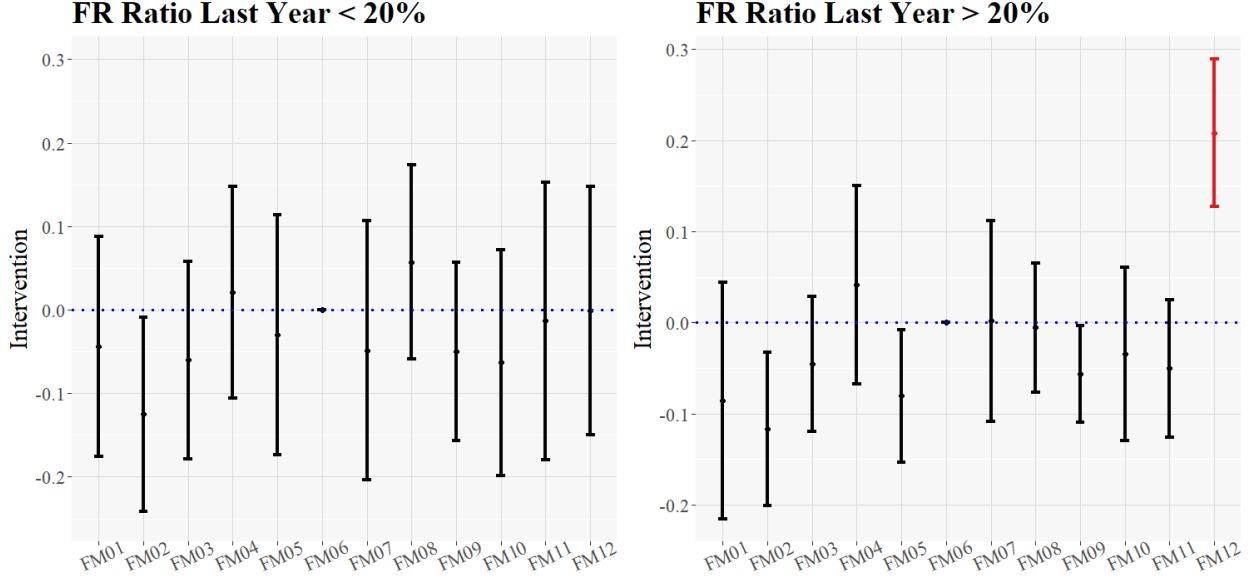 FR Ratio Last Year < 20%
Intervention
0.3
0.2
0.1
0.0
-0.1
-0.2
FM01 FM02 FM03 FM04 FM05 FM06 FM07 FM08 FM09 FM10 FM11 FM12
FR Ratio Last Year > 20%
Intervention
0.3
0.2
0.1
0.0
-0.1
-0.2
FM01 FM02 FM03 FM04 FM05 FM06 FM07 FM08 FM09 FM10 FM11 FM12